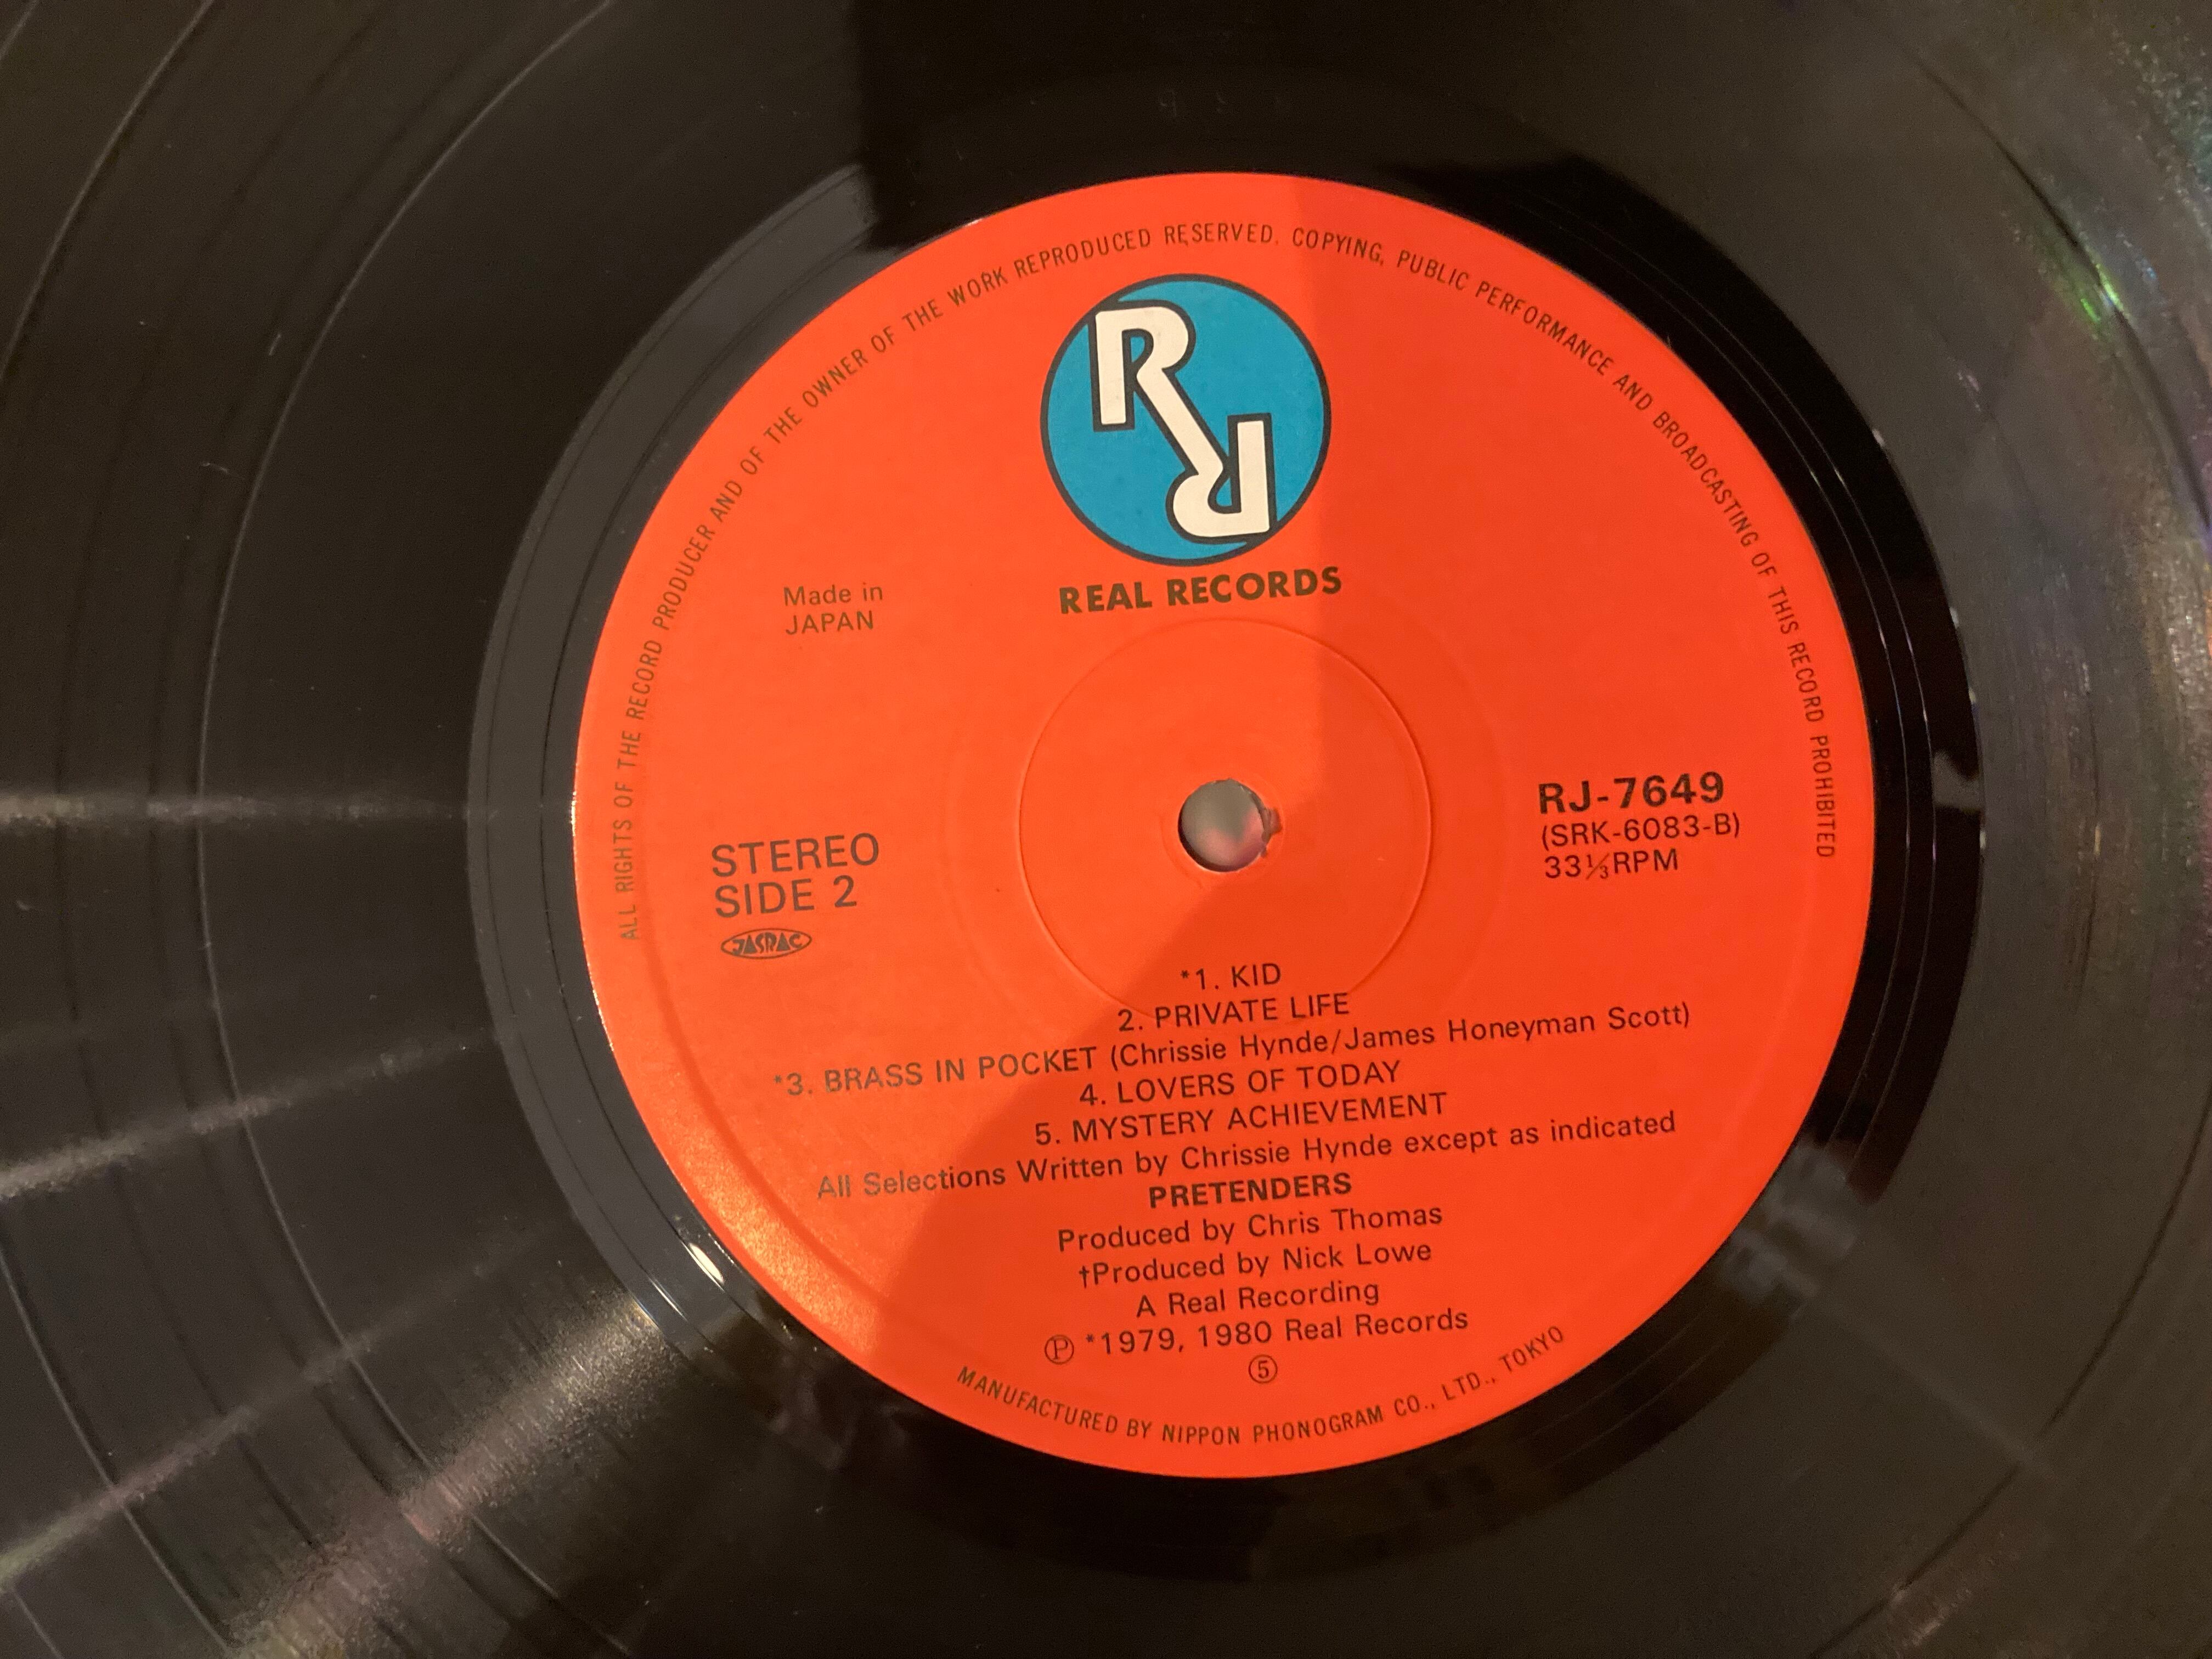 ALL RIGHTS OF THE RECORD PRODUCER AND OF THE OWNER OF THE WORK REPRODUCED RESERVED. COPYING, PUBLIC PERFORMANCE AND BROADCASTING OF THIS RECORD PROHIBITED
RR
REAL RECORDS
Made in
JAPAN
RJ-7649
(SRK-6083-B)
33⅓RPM
STEREO
SIDE 2
JASRAC
*1. KID
2. PRIVATE LIFE
*3. BRASS IN POCKET (Chrissie Hynde/James Honeyman Scott)
4. LOVERS OF TODAY
5. MYSTERY ACHIEVEMENT
All Selections Written by Chrissie Hynde except as indicated
PRETENDERS
Produced by Chris Thomas
†Produced by Nick Lowe
A Real Recording
Ⓟ *1979, 1980 Real Records
⑤
MANUFACTURED BY NIPPON PHONOGRAM CO., LTD., TOKYO